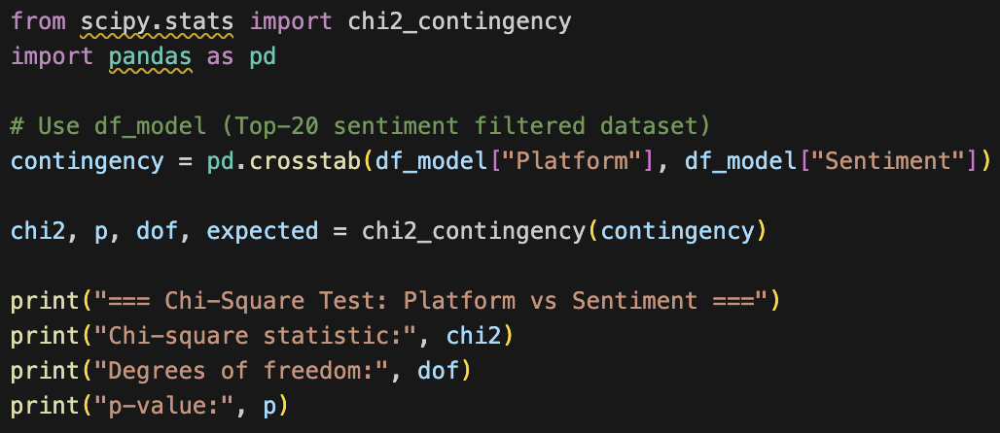 from scipy.stats import chi2_contingency
import pandas as pd
# Use df_model (Top-20 sentiment filtered dataset)
contingency = pd.crosstab(df_model["Platform"], df_model["Sentiment"])
chi2, p, dof, expected = chi2_contingency(contingency)
print("=== Chi-Square Test: Platform vs Sentiment ===")
print("Chi-square statistic:", chi2)
print("Degrees of freedom:", dof)
print("p-value:", p)